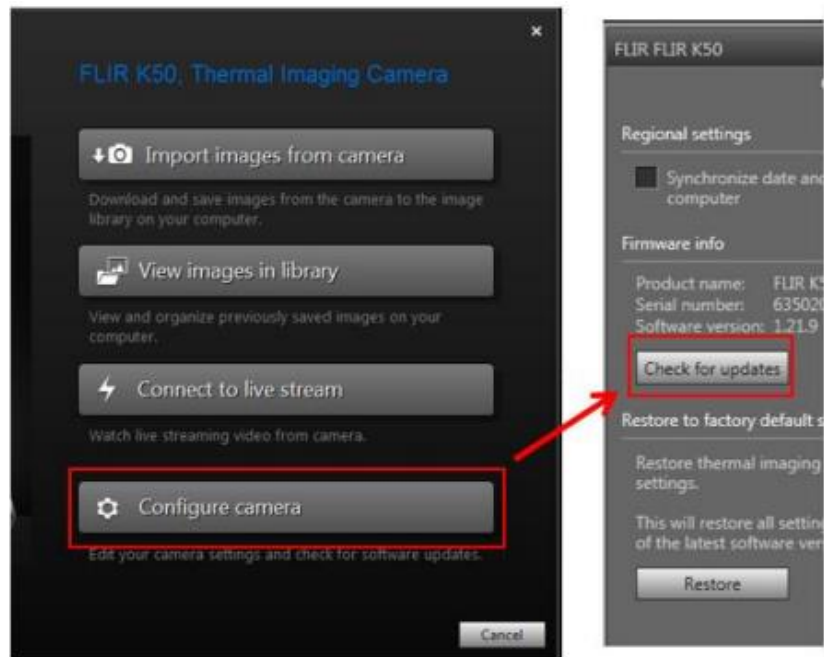 FLIR K50, Thermal Imaging Camera
Import images from camera
Download and save images from the camera to the image
library on your computer.
View images in library
View and organize previously saved images on your
computer.
Connect to live stream
Watch live streaming video from camera.
Configure camera
Edit your camera settings and check for software updates.
Cancel
FLIR FLIR K50
Regional settings
Synchronize date and
computer
Firmware info
Product name: FLIR K5
Serial number: 635020
Software version: 1.21.9
Check for updates
Restore to factory default s
Restore thermal imaging
settings.
This will restore all setting
of the latest software ver
Restore